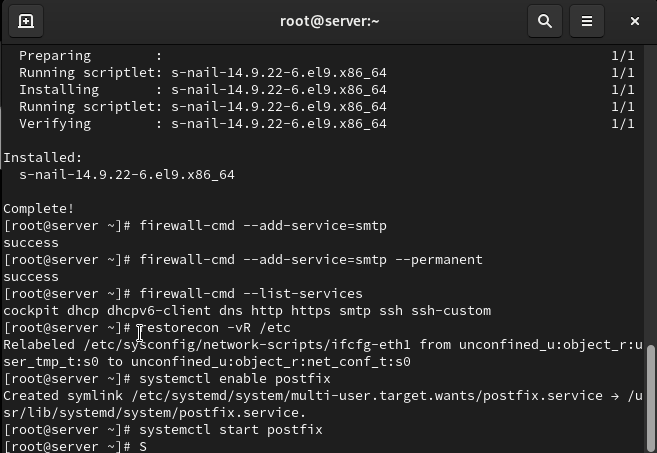 root@server:~
Preparing        :                                                     1/1
Running scriptlet: s-nail-14.9.22-6.el9.x86_64                         1/1
Installing       : s-nail-14.9.22-6.el9.x86_64                         1/1
Running scriptlet: s-nail-14.9.22-6.el9.x86_64                         1/1
Verifying        : s-nail-14.9.22-6.el9.x86_64                         1/1
Installed:
s-nail-14.9.22-6.el9.x86_64
Complete!
[root@server ~]# firewall-cmd --add-service=smtp
success
[root@server ~]# firewall-cmd --add-service=smtp --permanent
success
[root@server ~]# firewall-cmd --list-services
cockpit dhcp dhcpv6-client dns http https smtp ssh ssh-custom
[root@server ~]# restorecon -vR /etc
Relabeled /etc/sysconfig/network-scripts/ifcfg-eth1 from unconfined_u:object_r:u
ser_tmp_t:s0 to unconfined_u:object_r:net_conf_t:s0
[root@server ~]# systemctl enable postfix
Created symlink /etc/systemd/system/multi-user.target.wants/postfix.service → /u
sr/lib/systemd/system/postfix.service.
[root@server ~]# systemctl start postfix
[root@server ~]# S